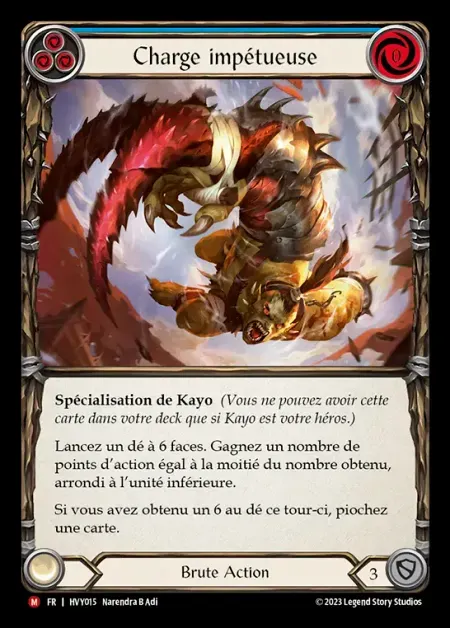 Charge impétueuse
0
Spécialisation de Kayo (Vous ne pouvez avoir cette
carte dans votre deck que si Kayo est votre héros.)
Lancez un dé à 6 faces. Gagnez un nombre de
points d'action égal à la moitié du nombre obtenu,
arrondi à l'unité inférieure.
Si vous avez obtenu un 6 au dé ce tour-ci, piochez
une carte.
Brute Action
3
M FR | HVY015 Narendra B Adi
© 2023 Legend Story Studios